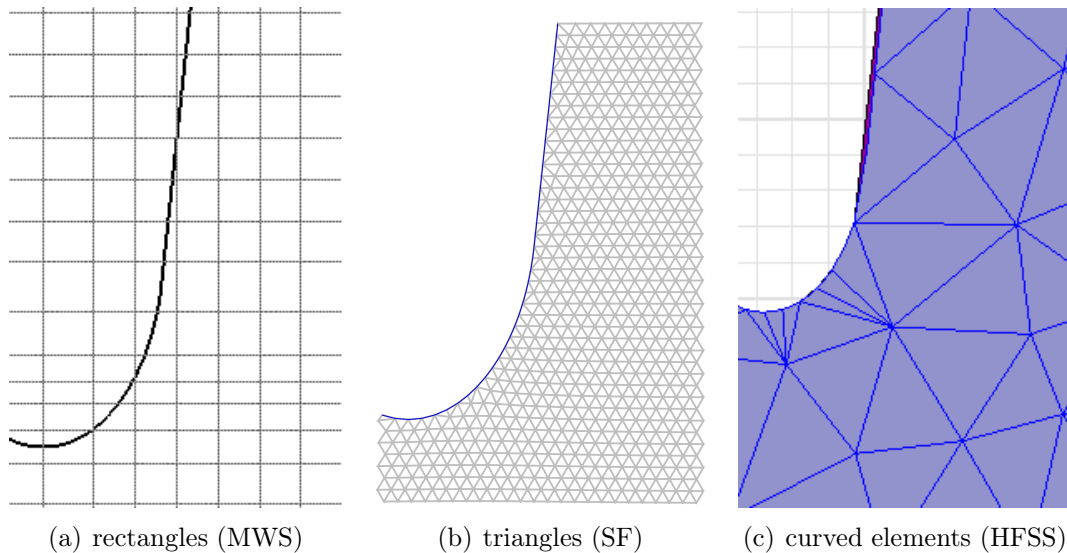 (a) rectangles (MWS)
(b) triangles (SF)
(c) curved elements (HFSS)